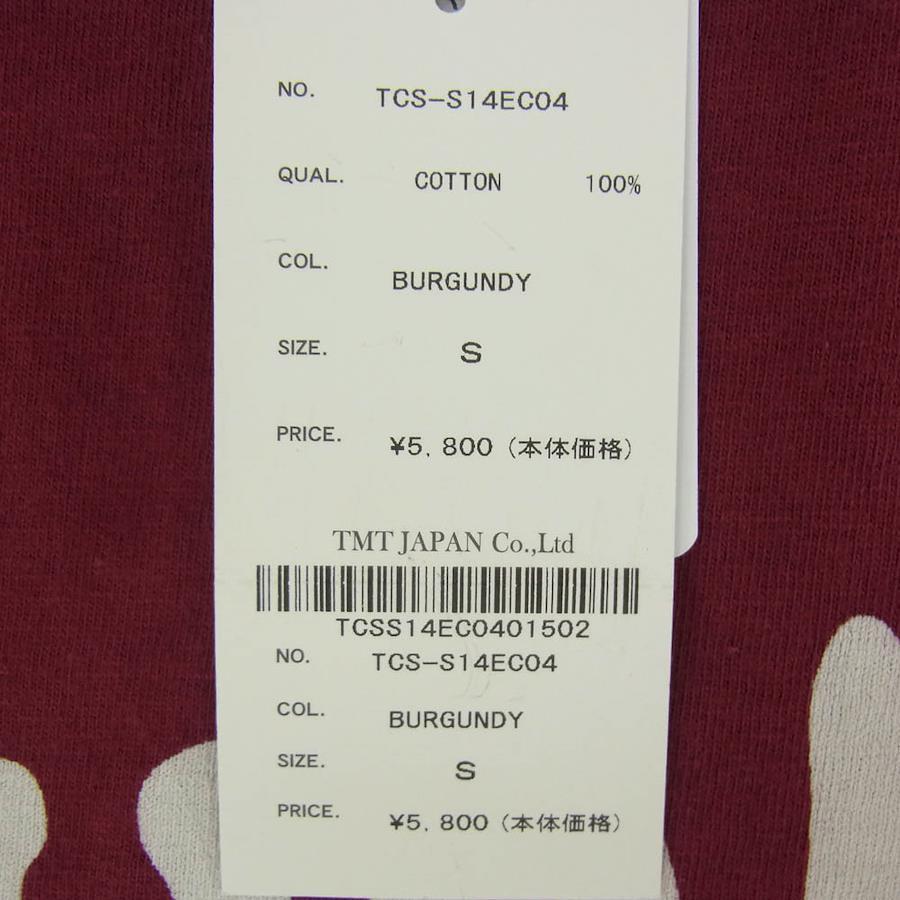 NO. TCS-S14EC04
QUAL. COTTON 100%
COL. BURGUNDY
SIZE. S
PRICE. ¥5,800 (本体価格)
TMT JAPAN Co.,Ltd
TCSS14EC0401502
NO. TCS-S14EC04
COL. BURGUNDY
SIZE. S
PRICE. ¥5,800 (本体価格)